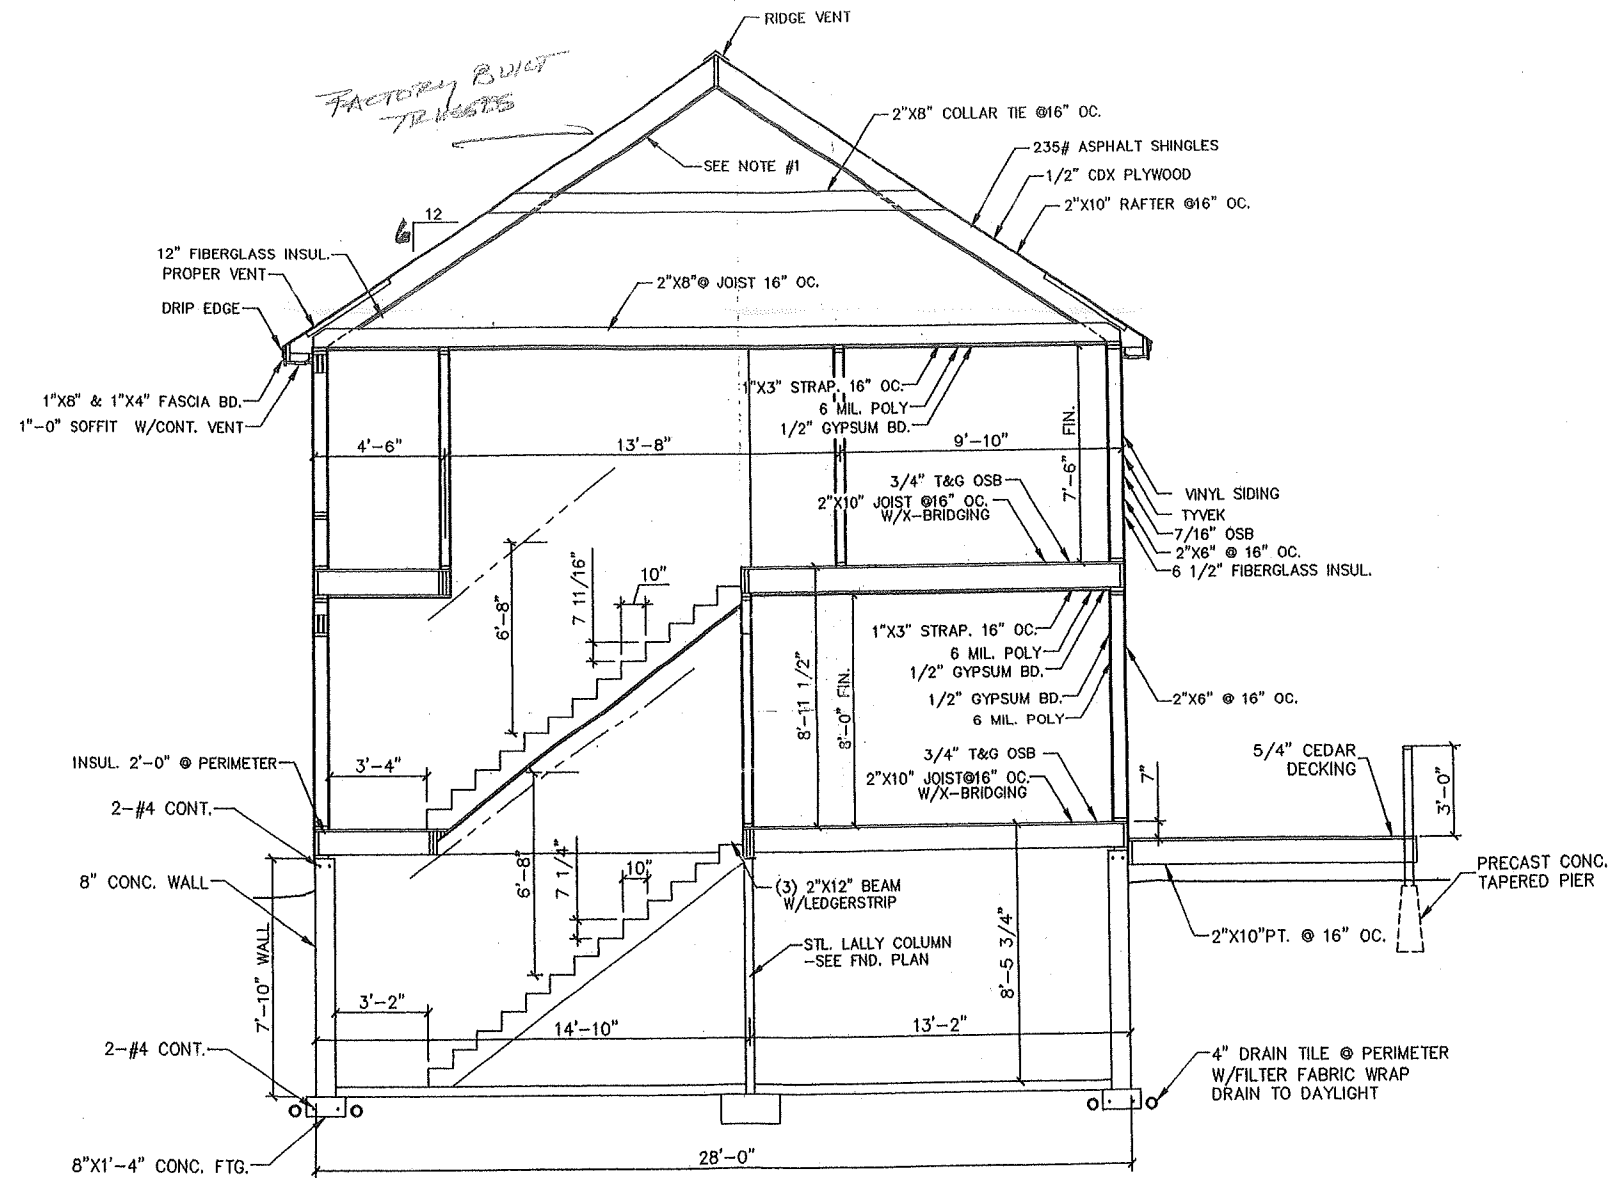 RIDGE VENT
FACTORY BUILT
TRUSSES
2"X8" COLLAR TIE @16" OC.
235# ASPHALT SHINGLES
SEE NOTE #1
1/2" CDX PLYWOOD
2"X10" RAFTER @16" OC.
12
6
12" FIBERGLASS INSUL.
PROPER VENT
2"X8"@ JOIST 16" OC.
DRIP EDGE
1"X3" STRAP. 16" OC.
6 MIL. POLY
1/2" GYPSUM BD.
1"X8" & 1"X4" FASCIA BD.
1"-0" SOFFIT W/CONT. VENT
4'-6"
13'-8"
9'-10"
7'-6" FIN.
3/4" T&G OSB
2"X10" JOIST @16" OC.
W/X-BRIDGING
VINYL SIDING
TYVEK
7/16" OSB
2"X6" @ 16" OC.
6 1/2" FIBERGLASS INSUL.
6'-8"
7 11/16"
10"
1"X3" STRAP. 16" OC.
6 MIL. POLY
1/2" GYPSUM BD.
1/2" GYPSUM BD.
6 MIL. POLY
2"X6" @ 16" OC.
8'-11 1/2"
8'-0" FIN.
3/4" T&G OSB
2"X10" JOIST@16" OC.
W/X-BRIDGING
5/4" CEDAR
DECKING
7"
3'-0"
INSUL. 2'-0" @ PERIMETER
3'-4"
2-#4 CONT.
8" CONC. WALL
6'-8"
7 1/4"
10"
(3) 2"X12" BEAM
W/LEDGERSTRIP
PRECAST CONC.
TAPERED PIER
2"X10"PT. @ 16" OC.
STL. LALLY COLUMN
-SEE FND. PLAN
8'-5 3/4"
7'-10" WALL
3'-2"
14'-10"
13'-2"
2-#4 CONT.
4" DRAIN TILE @ PERIMETER
W/FILTER FABRIC WRAP
DRAIN TO DAYLIGHT
8"X1'-4" CONC. FTG.
28'-0"